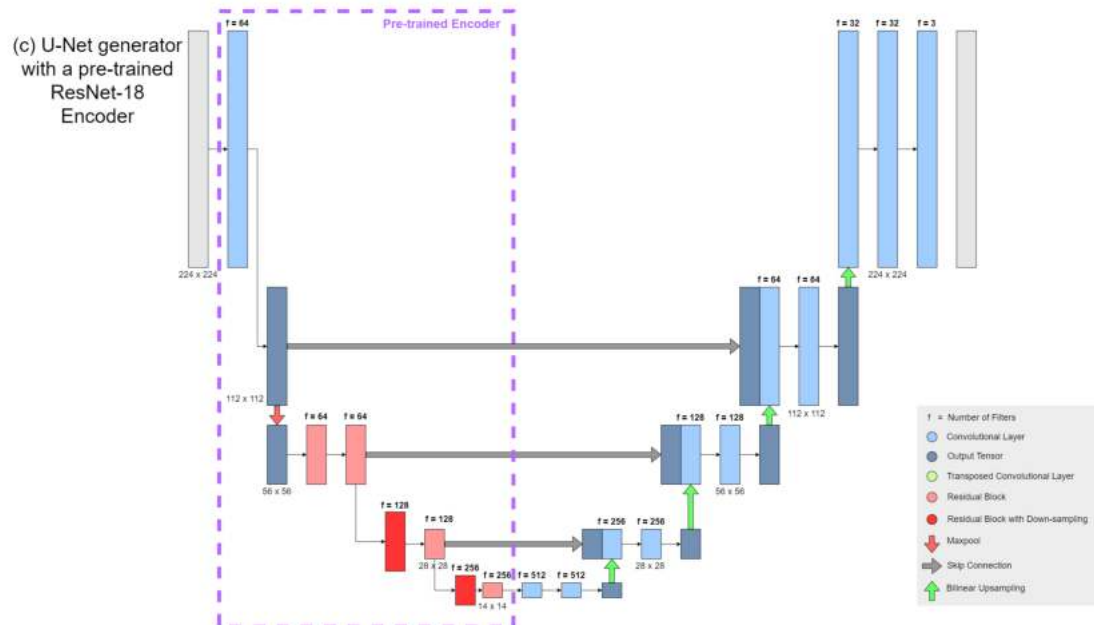 (c) U-Net generator
with a pre-trained
ResNet-18
Encoder
Pre-trained Encoder
f = 64
f = 32
f = 32
f = 3
224 x 224
224 x 224
f = 64
f = 64
112 x 112
112 x 112
f = 64
f = 64
f = 128
f = 128
56 x 56
56 x 56
f = 128
f = 128
f = 256
f = 256
28 x 28
28 x 28
f = 256
f = 256
f = 512
f = 512
14 x 14
f = Number of Filters
Convolutional Layer
Output Tensor
Transposed Convolutional Layer
Residual Block
Residual Block with Down-sampling
Maxpool
Skip Connection
Bilinear Upsampling